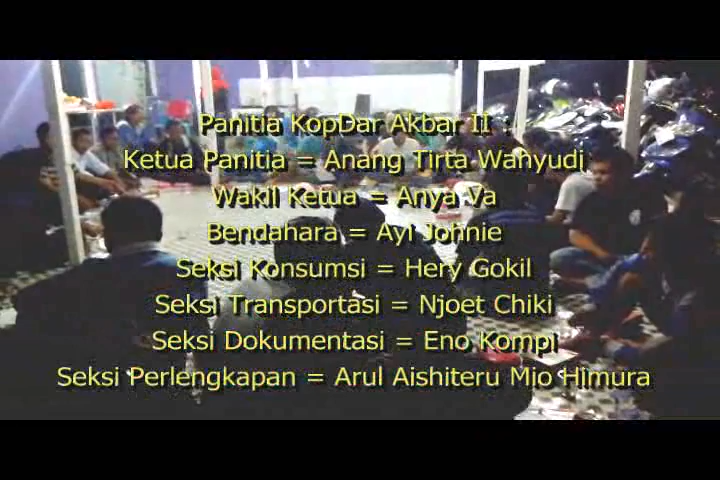 Panitia KopDar Akbar II :
Ketua Panitia = Anang Tirta Wahyudi
Wakil Ketua = Anya Va
Bendahara = Ayi Johnie
Seksi Konsumsi = Hery Gokil
Seksi Transportasi = Njoet Chiki
Seksi Dokumentasi = Eno Kompi
Seksi Perlengkapan = Arul Aishiteru Mio Himura